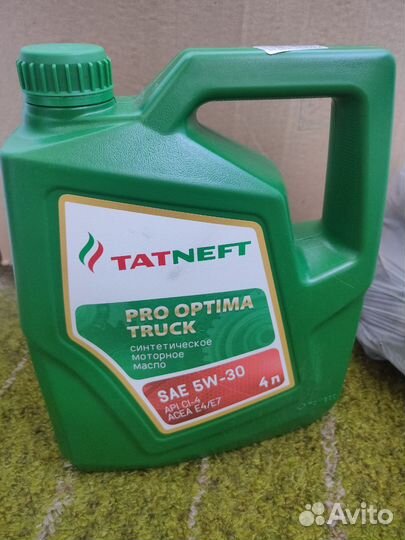 TATNEFT
PRO OPTIMA
TRUCK
синтетическое
моторное
масло
SAE 5W-30
API CI-4
ACEA E4/E7
4 л
Avito